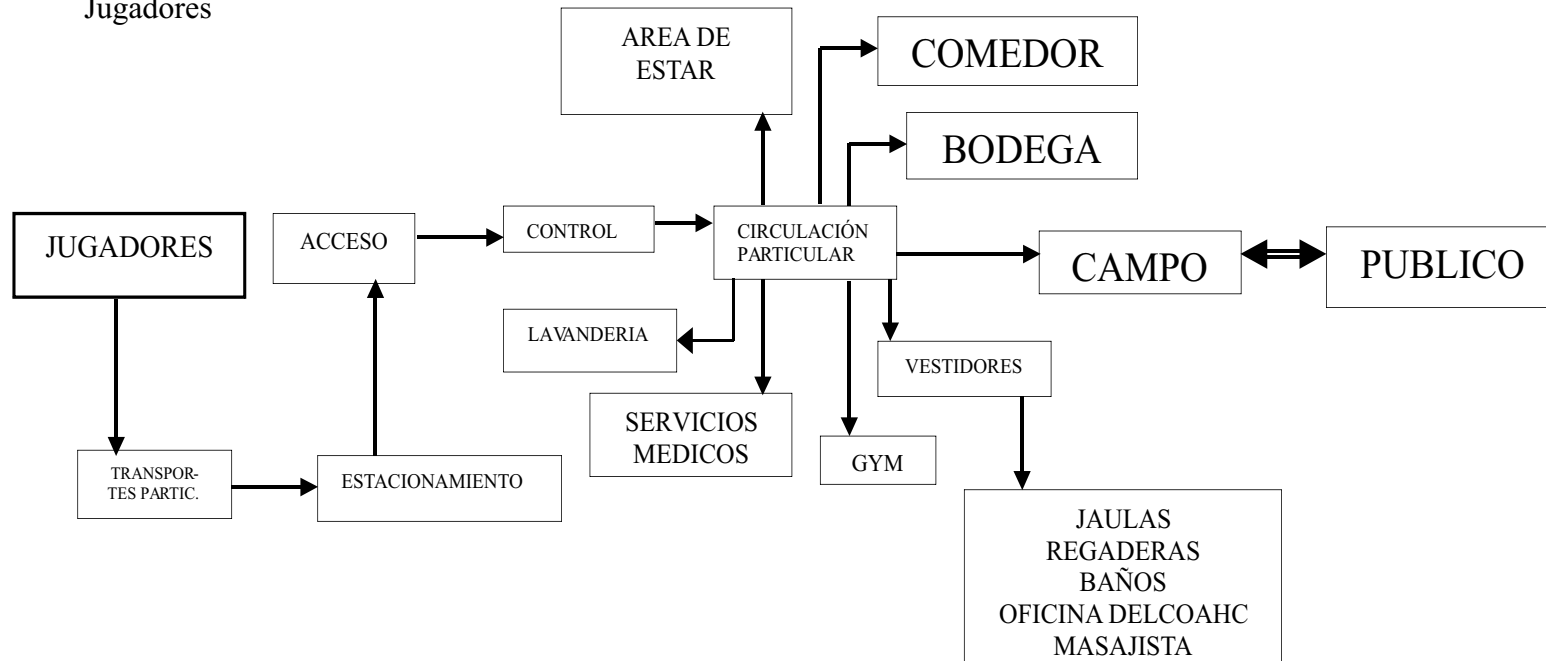 Jugadores
AREA DE
ESTAR
COMEDOR
BODEGA
JUGADORES
ACCESO
CONTROL
CIRCULACIÓN
PARTICULAR
CAMPO
PUBLICO
LAVANDERIA
VESTIDORES
SERVICIOS
MEDICOS
GYM
TRANSPOR-
TES PARTIC.
ESTACIONAMIENTO
JAULAS
REGADERAS
BAÑOS
OFICINA DELCOAHC
MASAJISTA